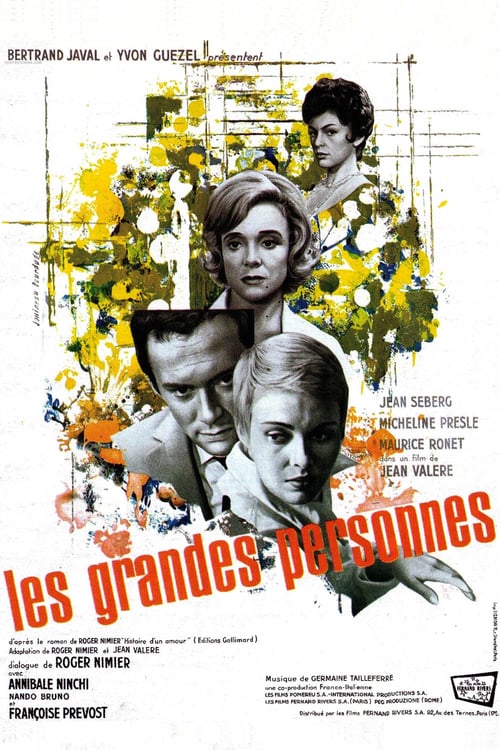 BERTRAND JAVAL et YVON GUEZEL présentent
JEAN SEBERG
MICHELINE PRESLE
MAURICE RONET
dans un film de
JEAN VALERE
les grandes personnes
d'après le roman de ROGER NIMIER "Histoire d'un amour" (Editions Gallimard)
Adaptation de ROGER NIMIER et JEAN VALERE
dialogue de ROGER NIMIER
avec
ANNIBALE NINCHI
NANDO BRUNO
et
FRANÇOISE PREVOST
Musique de GERMAINE TAILLEFERRE
une co-production Franco-Italienne
LES FILMS POMEREU S.A. - INTERNATIONAL PRODUCTIONS S.A.
LES FILMS FERNAND RIVERS S.A. (PARIS) PEG PRODUZIONE (ROME)
Distribué par les Films FERNAND RIVERS S.A. 92, Av. des Ternes, Paris
FERNAND RIVERS